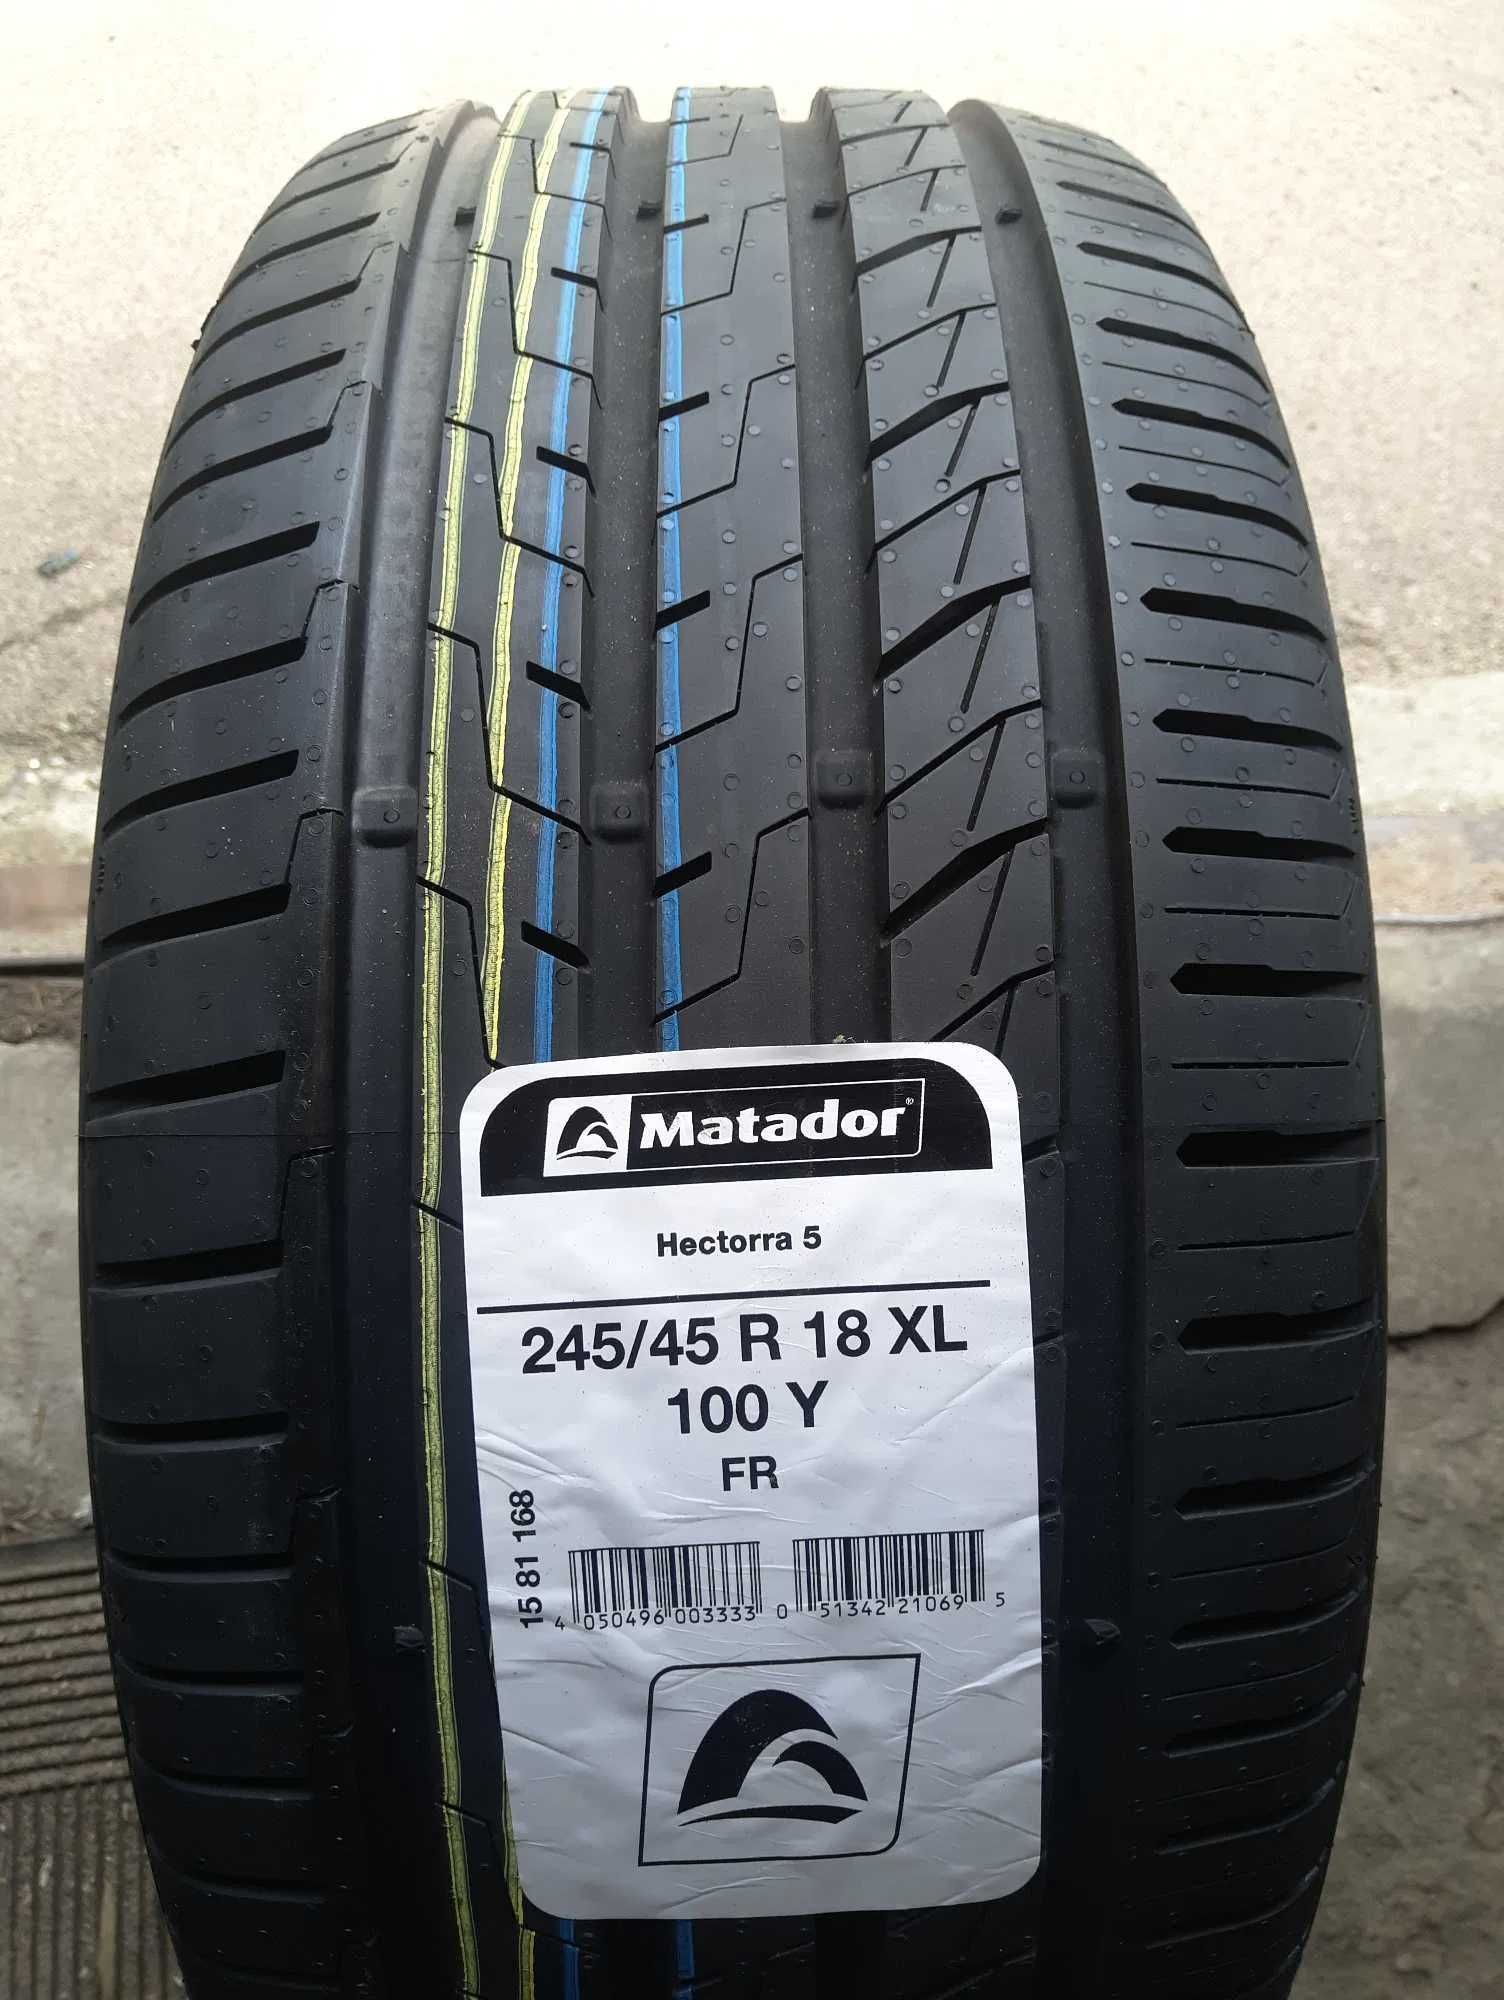 Matador®
Hectorra 5
245/45 R 18 XL
100 Y
FR
15 81 168
4 050496 003333 0 51342 21069 5